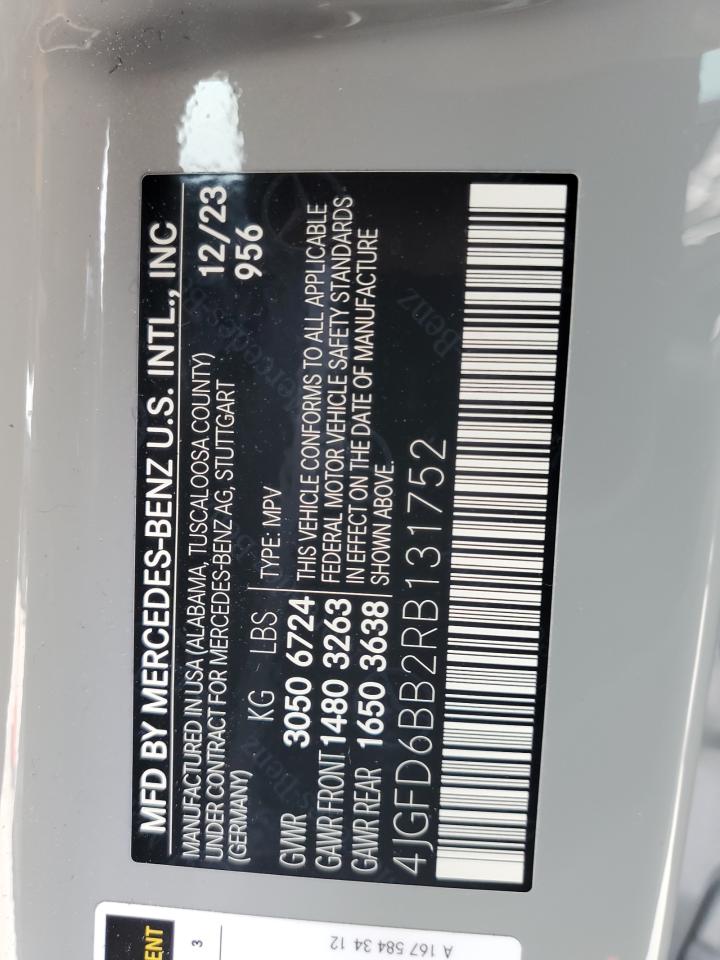 MFD BY MERCEDES-BENZ U.S. INTL., INC
MANUFACTURED IN USA (ALABAMA, TUSCALOOSA COUNTY) 12/23
UNDER CONTRACT FOR MERCEDES-BENZ AG, STUTTGART 956
(GERMANY)
KG LBS TYPE: MPV
GVWR 3050 6724 THIS VEHICLE CONFORMS TO ALL APPLICABLE
GAWR FRONT 1480 3263 FEDERAL MOTOR VEHICLE SAFETY STANDARDS
IN EFFECT ON THE DATE OF MANUFACTURE
GAWR REAR 1650 3638 SHOWN ABOVE.
4JGFD6BB2RB131752
3
A 167 584 34 12